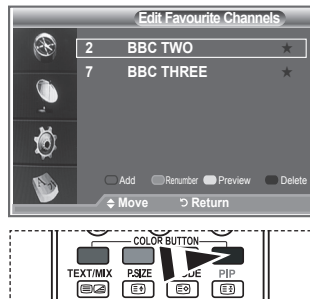 Edit Favourite Channels
2 BBC TWO ★
7 BBC THREE ★
Add Renumber Preview Delete
Move Return
COLOR BUTTON
TEXT/MIX P.SIZE PIP